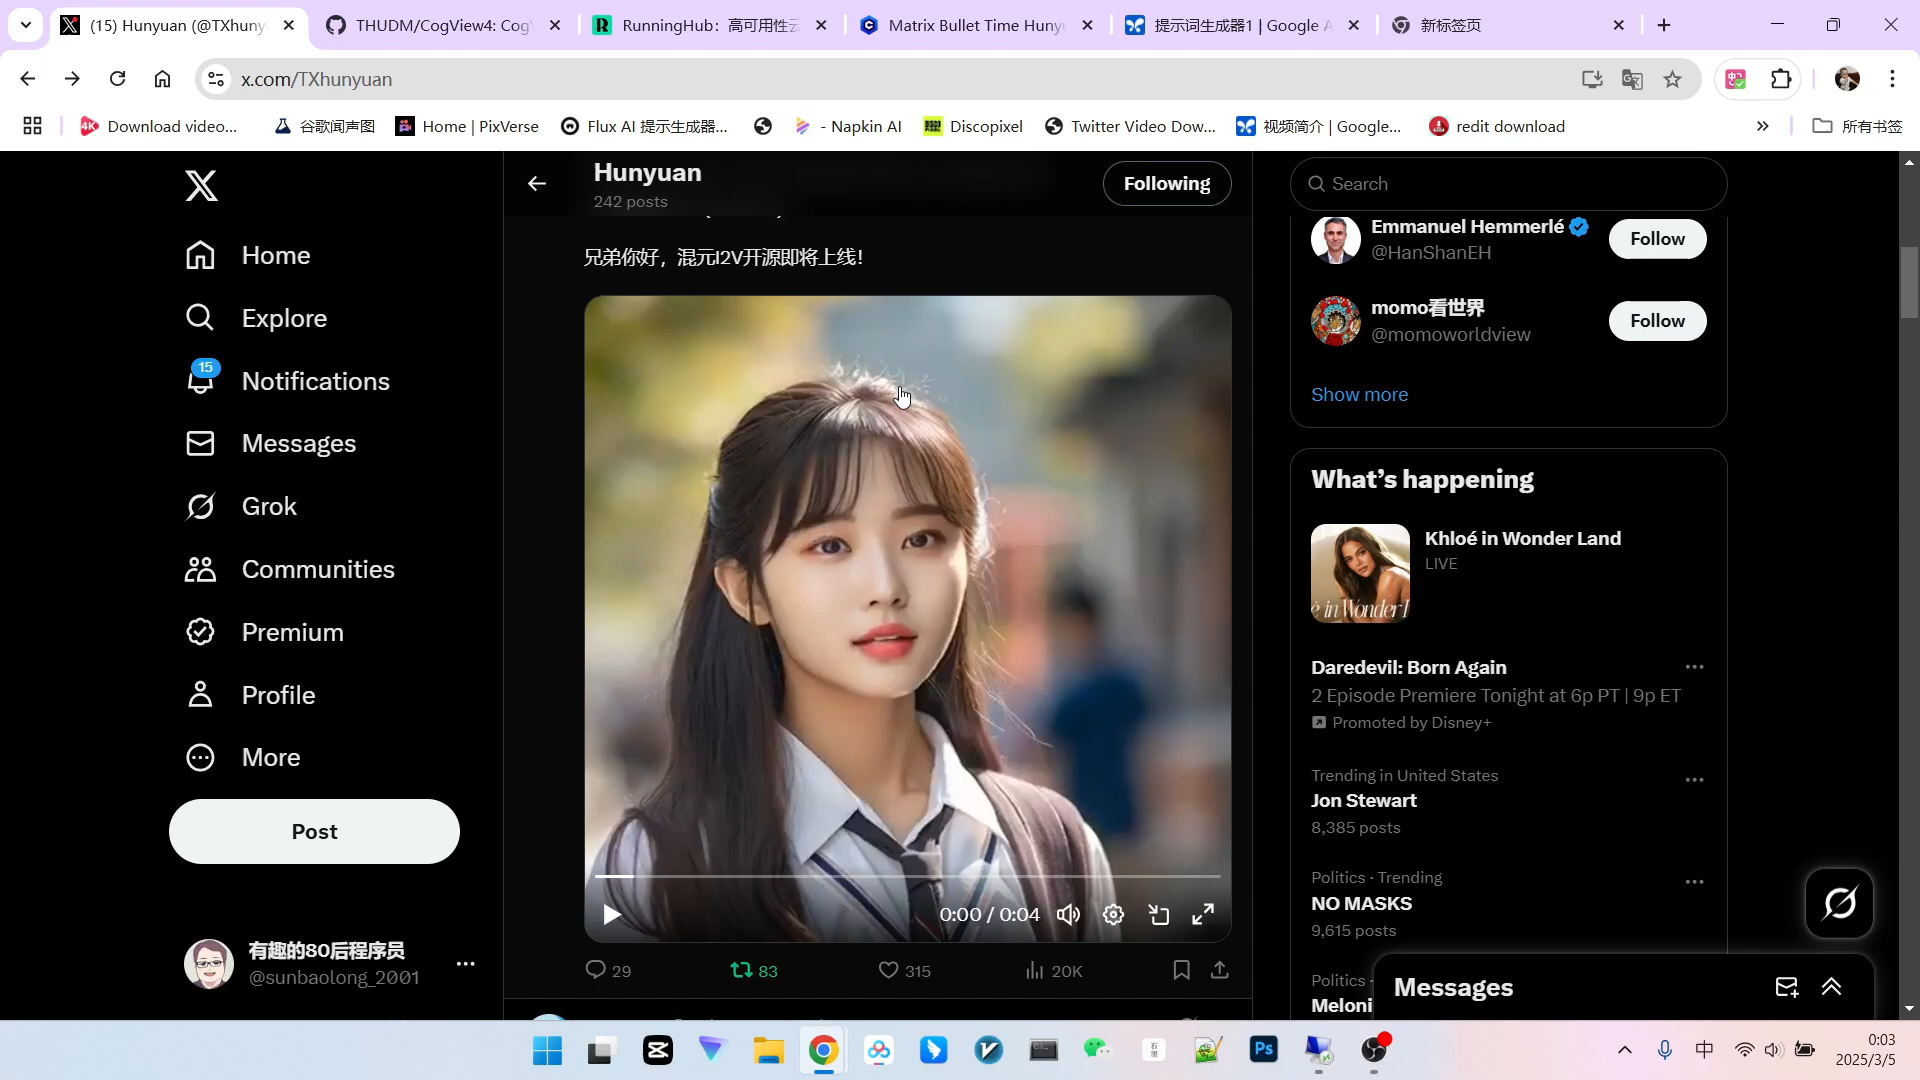 (15) Hunyuan (@TXhuny
THUDM/CogView4: Cog
RunningHub：高可用性云
Matrix Bullet Time Hunyu
提示词生成器1 | Google A
新标签页
x.com/TXhunyuan
Download video...
谷歌闻声图
Home | PixVerse
Flux AI 提示生成器...
- Napkin AI
Discopixel
Twitter Video Dow...
视频简介 | Google...
redit download
所有书签
Home
Explore
15
Notifications
Messages
Grok
Communities
Premium
Profile
More
Post
有趣的80后程序员
@sunbaolong_2001
Hunyuan
242 posts
Following
兄弟你好，混元I2V开源即将上线！
0:00 / 0:04
29
83
315
20K
Search
Emmanuel Hemmerlé
@HanShanEH
Follow
momo看世界
@momoworldview
Follow
Show more
What's happening
Khloé in Wonder Land
LIVE
Daredevil: Born Again
2 Episode Premiere Tonight at 6p PT | 9p ET
Promoted by Disney+
Trending in United States
Jon Stewart
8,385 posts
Politics · Trending
NO MASKS
9,615 posts
Politics ·
Meloni
Messages
Ps
中
0:03
2025/3/5